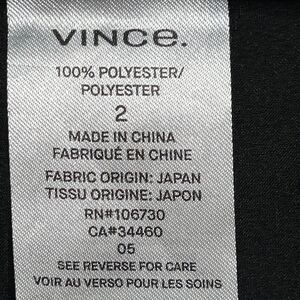 VINCE.
100% POLYESTER/
POLYESTER
2
MADE IN CHINA
FABRIQUÉ EN CHINE
FABRIC ORIGIN: JAPAN
TISSU ORIGINE: JAPON
RN#106730
CA#34460
05
SEE REVERSE FOR CARE
VOIR AU VERSO POUR LES SOINS